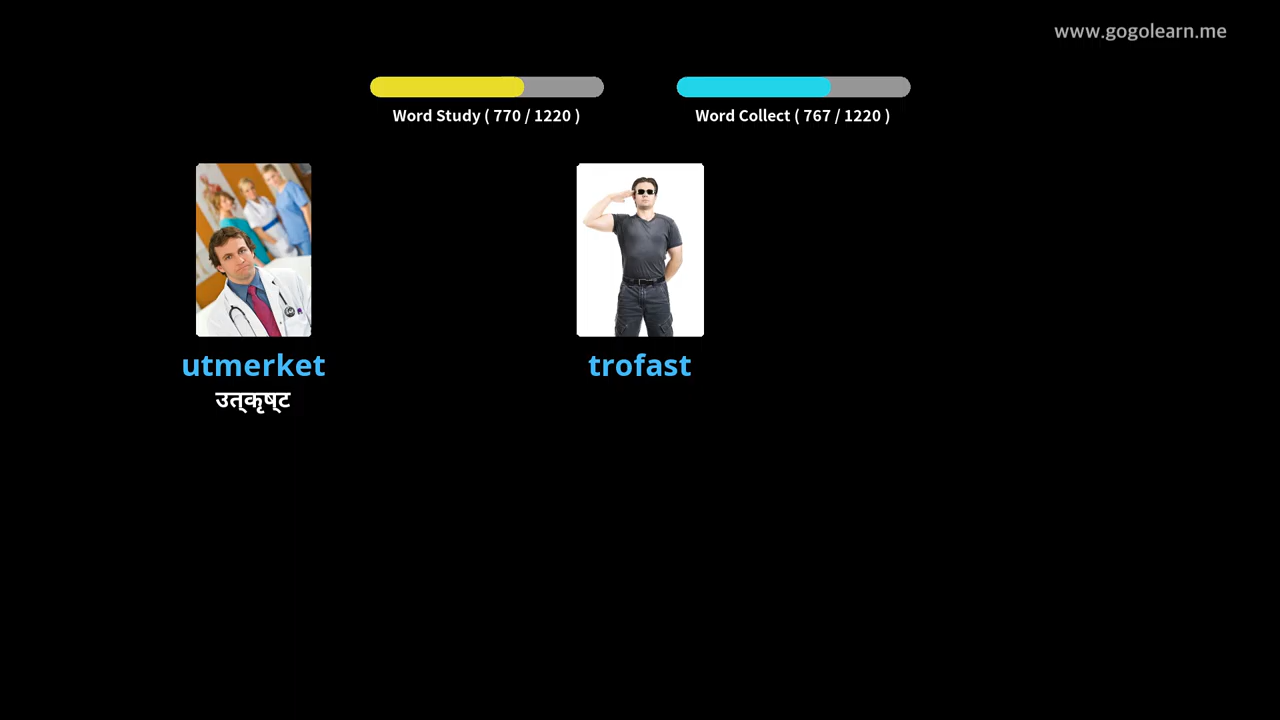 www.gogolearn.me
Word Study ( 770 / 1220 )
Word Collect ( 767 / 1220 )
utmerket
उत्कृष्ट
trofast